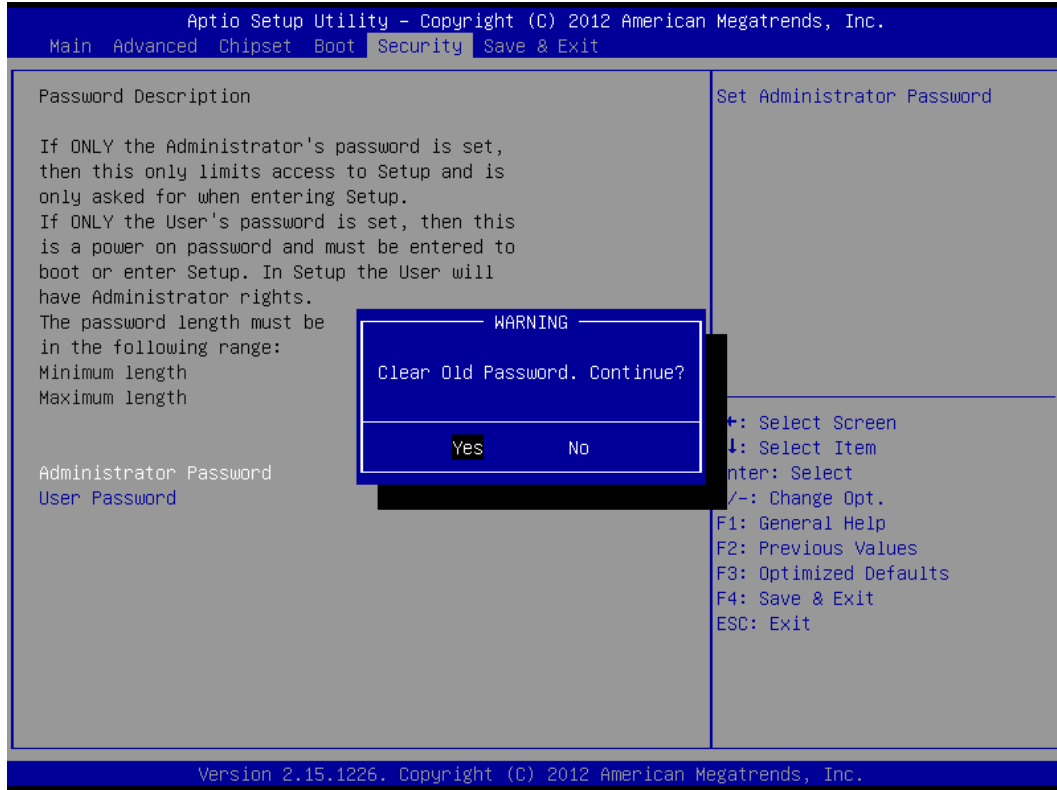 Aptio Setup Utility – Copyright (C) 2012 American Megatrends, Inc.
Main Advanced Chipset Boot Security Save & Exit
Password Description
If ONLY the Administrator's password is set,
then this only limits access to Setup and is
only asked for when entering Setup.
If ONLY the User's password is set, then this
is a power on password and must be entered to
boot or enter Setup. In Setup the User will
have Administrator rights.
The password length must be
in the following range:
Minimum length
Maximum length
Administrator Password
User Password
WARNING
Clear Old Password. Continue?
Yes No
Set Administrator Password
←: Select Screen
↓: Select Item
nter: Select
/-: Change Opt.
F1: General Help
F2: Previous Values
F3: Optimized Defaults
F4: Save & Exit
ESC: Exit
Version 2.15.1226. Copyright (C) 2012 American Megatrends, Inc.